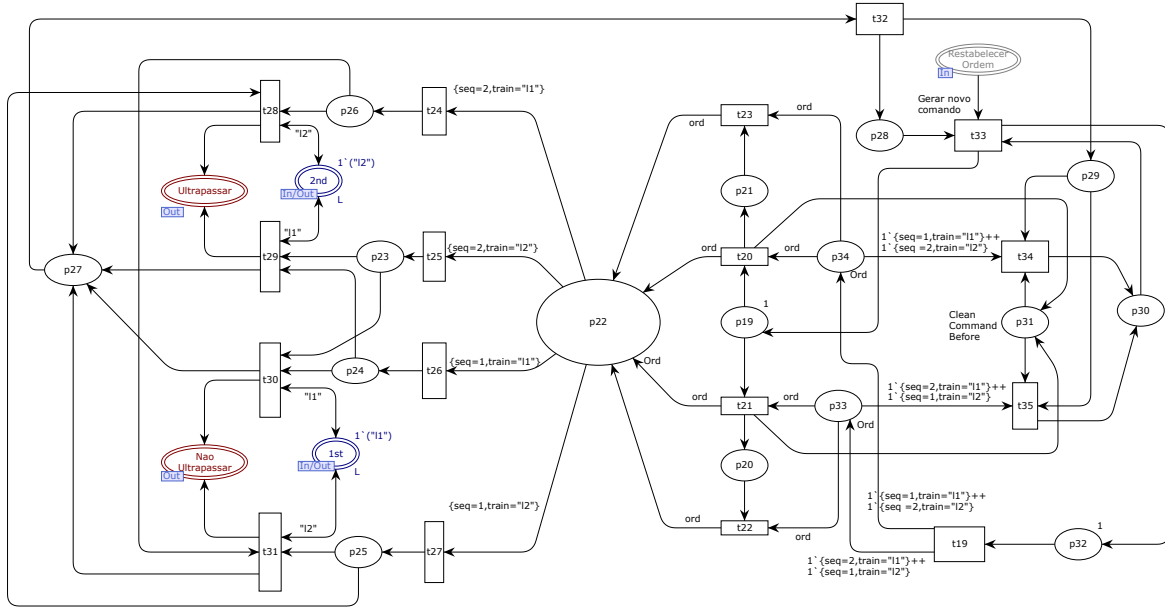 t32
Restabelecer
Ordem
In
{seq=2,train="l1"}
t28
p26
t24
t23
ord
ord
Gerar novo
comando
p28
t33
"l2"
1`("l2")
Ultrapassar
2nd
In/Out
L
Out
p21
p29
"l1"
t29
p23
t25
{seq=2,train="l2"}
ord
t20
ord
p34
Ord
1`{seq=1,train="l1"}++
1`{seq =2,train="l2"}
t34
p27
p22
p19
1
Clean
Command
Before
p31
p30
t30
p24
t26
{seq=1,train="l1"}
Ord
"l1"
ord
t21
ord
p33
Ord
1`{seq=2,train="l1"}++
1`{seq=1,train="l2"}
t35
1`("l1")
Nao
Ultrapassar
Out
1st
In/Out
L
p20
{seq=1,train="l2"}
1`{seq=1,train="l1"}++
1`{seq =2,train="l2"}
"l2"
ord
t22
ord
t31
p25
t27
t19
p32
1
1`{seq=2,train="l1"}++
1`{seq=1,train="l2"}